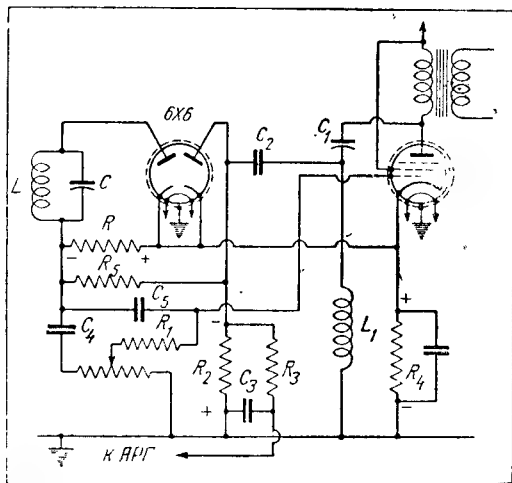 6Х6
C₂
C₁
L
C
R
- +
R₅
C₅
C₄
R₁
-
+
R₂
C₃
R₃
L₁
R₄
+
-
К АРГ